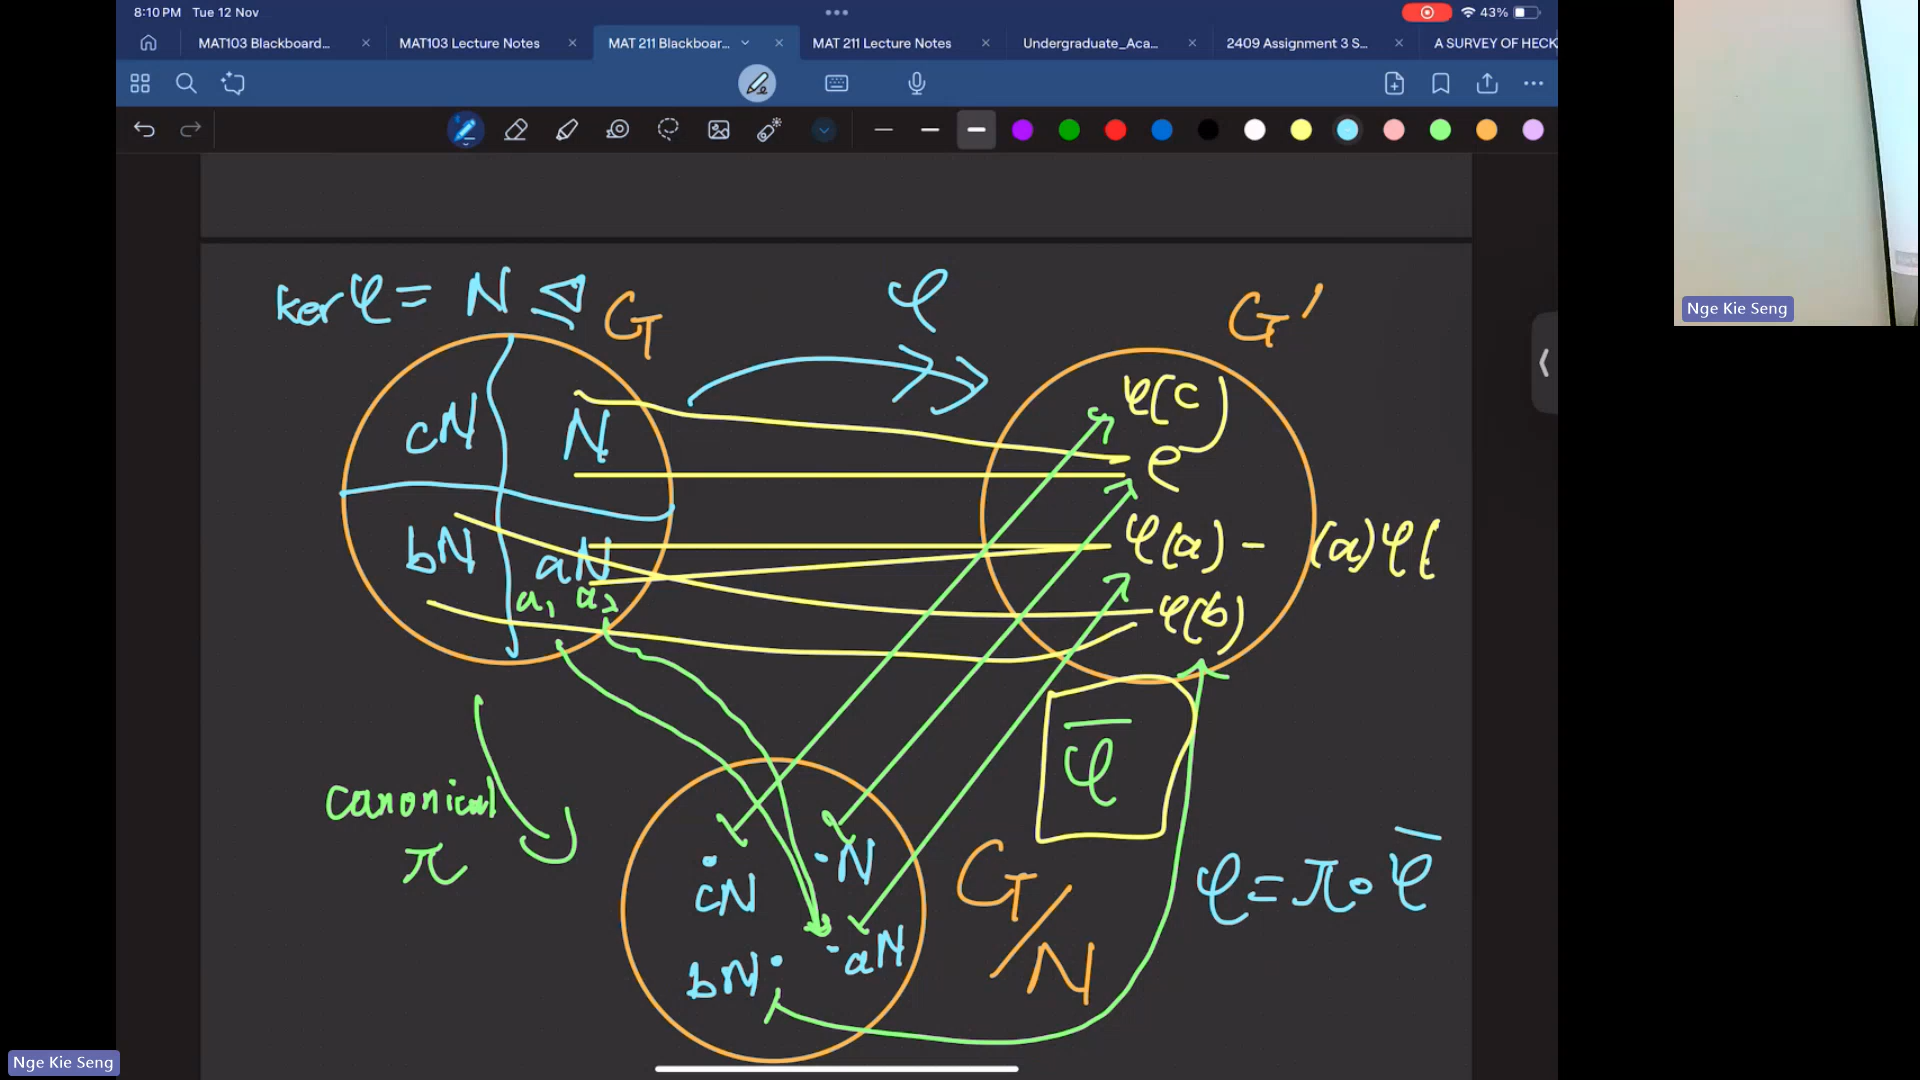 8:10 PM Tue 12 Nov
43%
MAT103 Blackboard...
MAT103 Lecture Notes
MAT 211 Blackboar...
MAT 211 Lecture Notes
Undergraduate_Aca...
2409 Assignment 3 S...
A SURVEY OF HECK
Nge Kie Seng
ker φ = N ⊴ G
φ
G'
cN
N
bN
aN
a₁ a₂
φ(c)
e
φ(a) - (a)φ(
φ(b)
φ̅
canonical
π
cN
N
bN
aN
G/N
φ = π∘φ̅
Nge Kie Seng